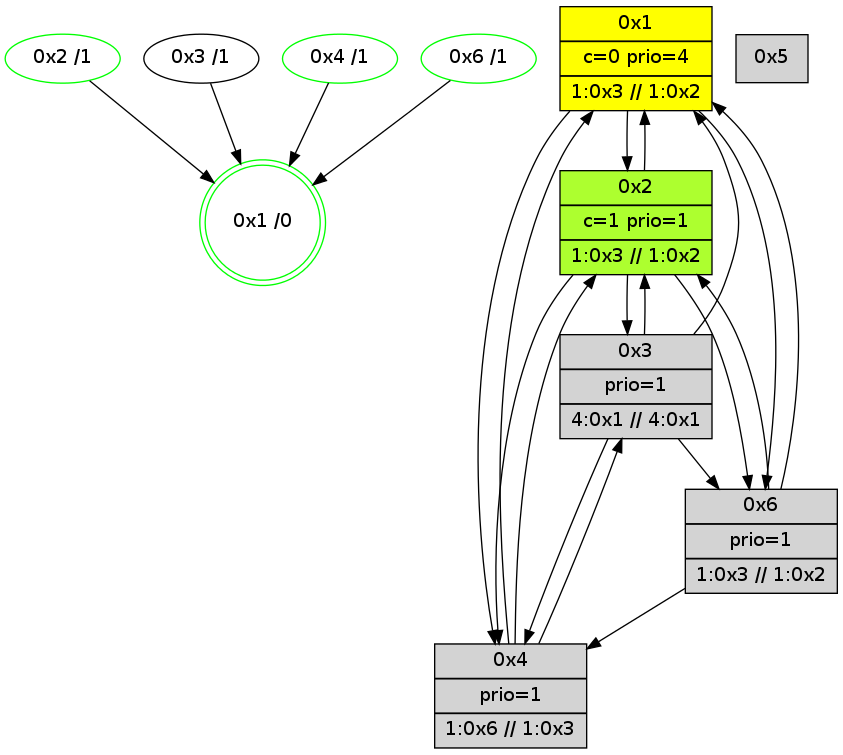 0x2 /1
0x3 /1
0x4 /1
0x6 /1
0x1 /0
0x1
c=0 prio=4
1:0x3 // 1:0x2
0x5
0x2
c=1 prio=1
1:0x3 // 1:0x2
0x3
prio=1
4:0x1 // 4:0x1
0x6
prio=1
1:0x3 // 1:0x2
0x4
prio=1
1:0x6 // 1:0x3